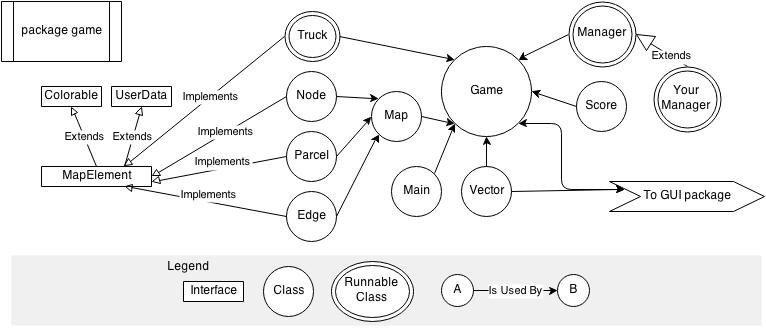 package game
Truck
Manager
Extends
Your
Manager
Colorable
UserData
Implements
Node
Map
Game
Score
Extends
Extends
Implements
MapElement
Implements
Parcel
Main
Vector
To GUI package
Implements
Edge
Legend
Interface
Class
Runnable
Class
A
Is Used By
B